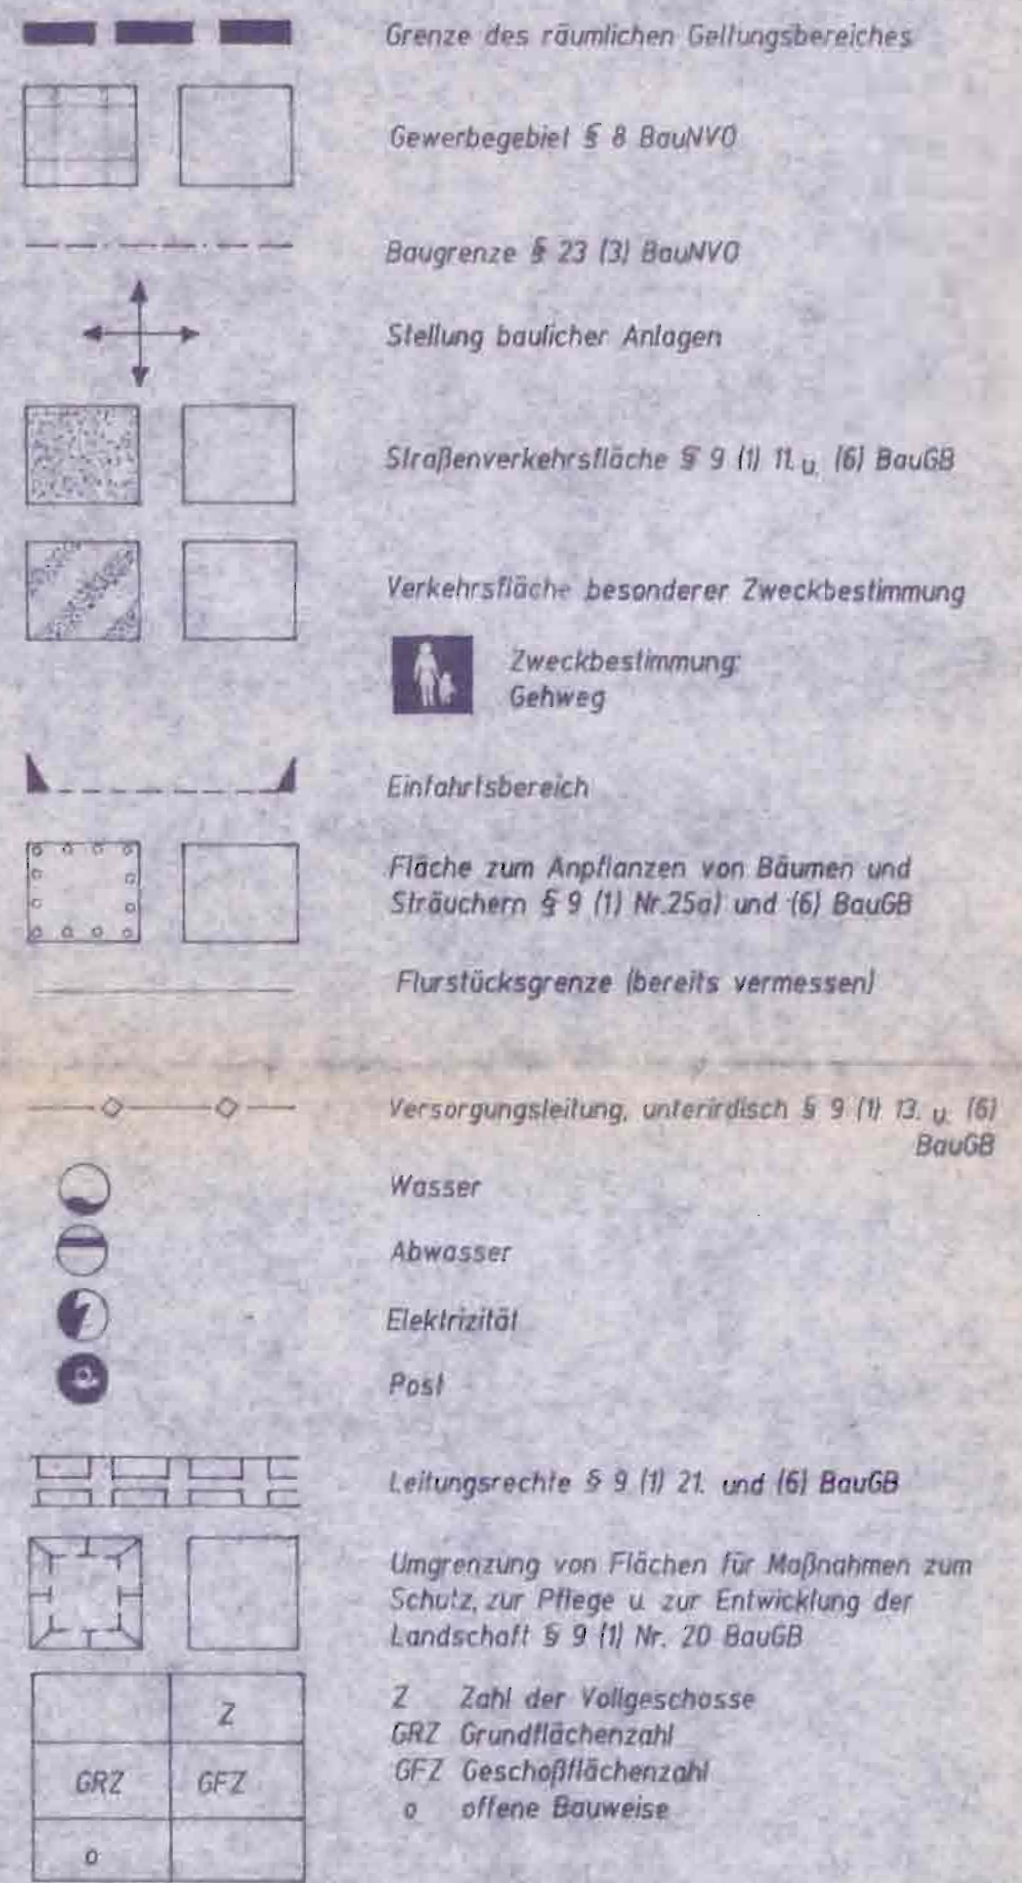 Grenze des räumlichen Geltungsbereiches
Gewerbegebiet § 8 BauNVO
Baugrenze § 23 (3) BauNVO
Stellung baulicher Anlagen
Straßenverkehrsfläche § 9 (1) 11. u. (6) BauGB
Verkehrsfläche besonderer Zweckbestimmung
Zweckbestimmung:
Gehweg
Einfahrtsbereich
Fläche zum Anpflanzen von Bäumen und
Sträuchern § 9 (1) Nr.25a) und (6) BauGB
Flurstücksgrenze (bereits vermessen)
Versorgungsleitung, unterirdisch § 9 (1) 13. u. (6)
BauGB
Wasser
Abwasser
Elektrizität
Post
Leitungsrechte § 9 (1) 21. und (6) BauGB
Umgrenzung von Flächen für Maßnahmen zum
Schutz, zur Pflege u. zur Entwicklung der
Landschaft § 9 (1) Nr. 20 BauGB
Z
GRZ GFZ
o
Z Zahl der Vollgeschosse
GRZ Grundflächenzahl
GFZ Geschoßflächenzahl
o offene Bauweise